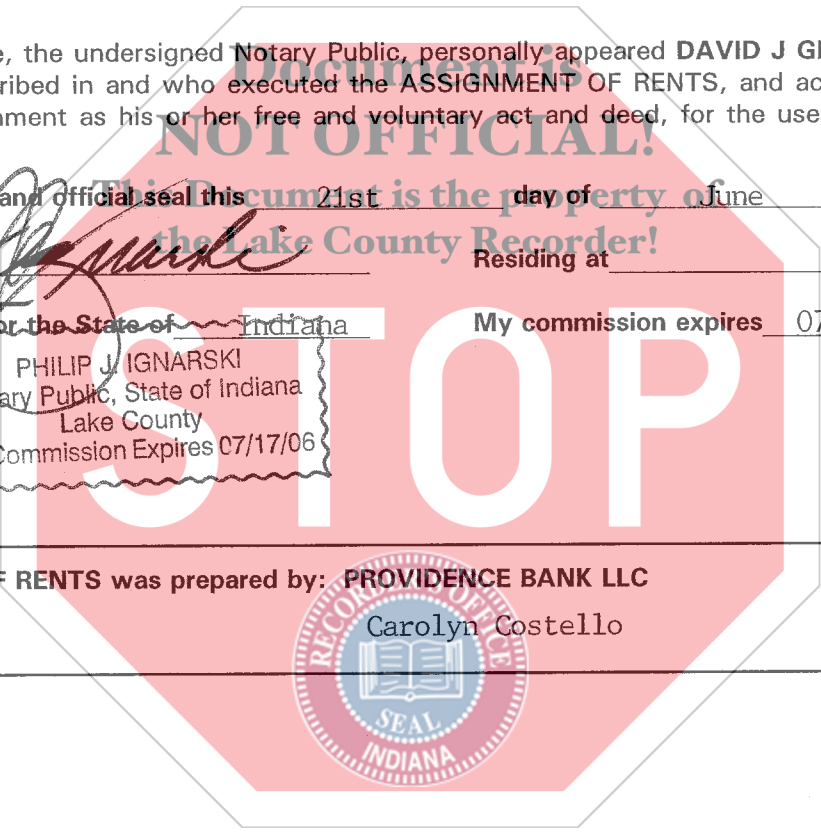 e, the undersigned Notary Public, personally appeared DAVID J GI
ribed in and who executed the ASSIGNMENT OF RENTS, and ac
nment as his or her free and voluntary act and deed, for the use
Document is
NOT OFFICIAL!
This Document is the property of
the Lake County Recorder!
and official seal this 21st day of June
Ignarski Residing at
or the State of Indiana My commission expires 07
STOP
PHILIP J. IGNARSKI
ary Public, State of Indiana
Lake County
Commission Expires 07/17/06
F RENTS was prepared by: PROVIDENCE BANK LLC
Carolyn Costello
RECORDER'S OFFICE
SEAL
INDIANA